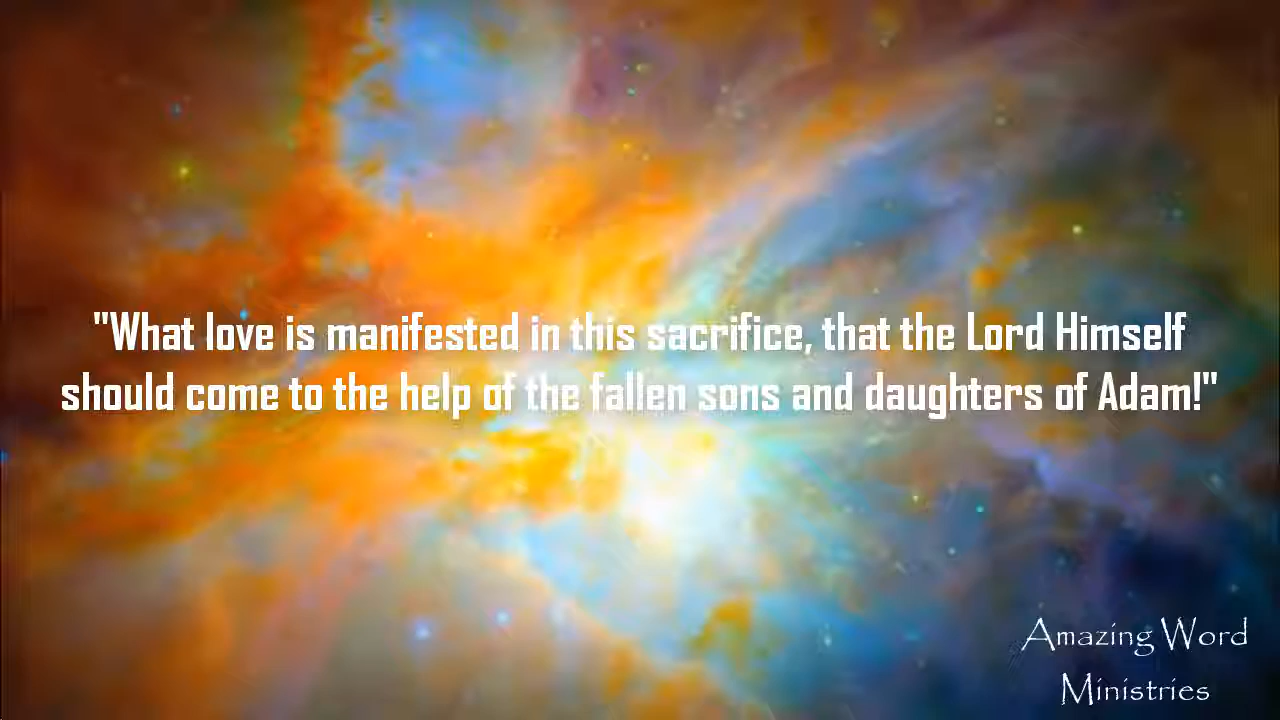 "What love is manifested in this sacrifice, that the Lord Himself
should come to the help of the fallen sons and daughters of Adam!"
Amazing Word
Ministries